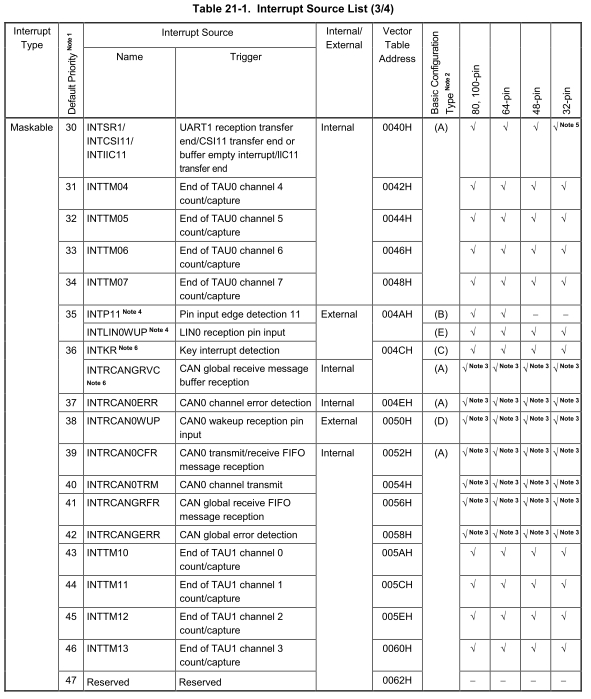 Table 21-1. Interrupt Source List (3/4)
Interrupt Type
Default Priority Note 1
Interrupt Source
Internal/ External
Vector Table Address
Basic Configuration Type Note 2
80, 100-pin
64-pin
48-pin
32-pin
Name
Trigger
Maskable
30 INTSR1/ UART1 reception transfer Internal 0040H (A) √ √ √ √ Note 5
INTCSI11/ end/CSI11 transfer end or
INTIIC11 buffer empty interrupt/IIC11
transfer end
31 INTTM04 End of TAU0 channel 4 0042H √ √ √ √
count/capture
32 INTTM05 End of TAU0 channel 5 0044H √ √ √ √
count/capture
33 INTTM06 End of TAU0 channel 6 0046H √ √ √ √
count/capture
34 INTTM07 End of TAU0 channel 7 0048H √ √ √ √
count/capture
35 INTP11 Note 4 Pin input edge detection 11 External 004AH (B) √ √ – –
INTLIN0WUP Note 4 LIN0 reception pin input (E) √ √ √ √
36 INTKR Note 6 Key interrupt detection 004CH (C) √ √ √ √
INTRCANGRVC CAN global receive message Internal (A) √ Note 3 √ Note 3 √ Note 3 √ Note 3
Note 6 buffer reception
37 INTRCAN0ERR CAN0 channel error detection Internal 004EH (A) √ Note 3 √ Note 3 √ Note 3 √ Note 3
38 INTRCAN0WUP CAN0 wakeup reception pin External 0050H (D) √ Note 3 √ Note 3 √ Note 3 √ Note 3
input
39 INTRCAN0CFR CAN0 transmit/receive FIFO Internal 0052H (A) √ Note 3 √ Note 3 √ Note 3 √ Note 3
message reception
40 INTRCAN0TRM CAN0 channel transmit 0054H √ Note 3 √ Note 3 √ Note 3 √ Note 3
41 INTRCANGRFR CAN global receive FIFO 0056H √ Note 3 √ Note 3 √ Note 3 √ Note 3
message reception
42 INTRCANGERR CAN global error detection 0058H √ Note 3 √ Note 3 √ Note 3 √ Note 3
43 INTTM10 End of TAU1 channel 0 005AH √ √ √ √
count/capture
44 INTTM11 End of TAU1 channel 1 005CH √ √ √ √
count/capture
45 INTTM12 End of TAU1 channel 2 005EH √ √ √ √
count/capture
46 INTTM13 End of TAU1 channel 3 0060H √ √ √ √
count/capture
47 Reserved Reserved 0062H – – – –